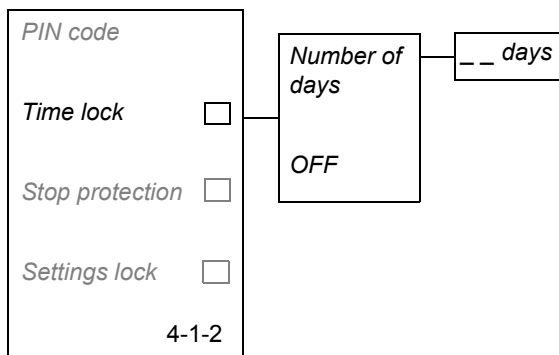 PIN code
Time lock
Stop protection
Settings lock
4-1-2
Number of
days
OFF
_ _ days